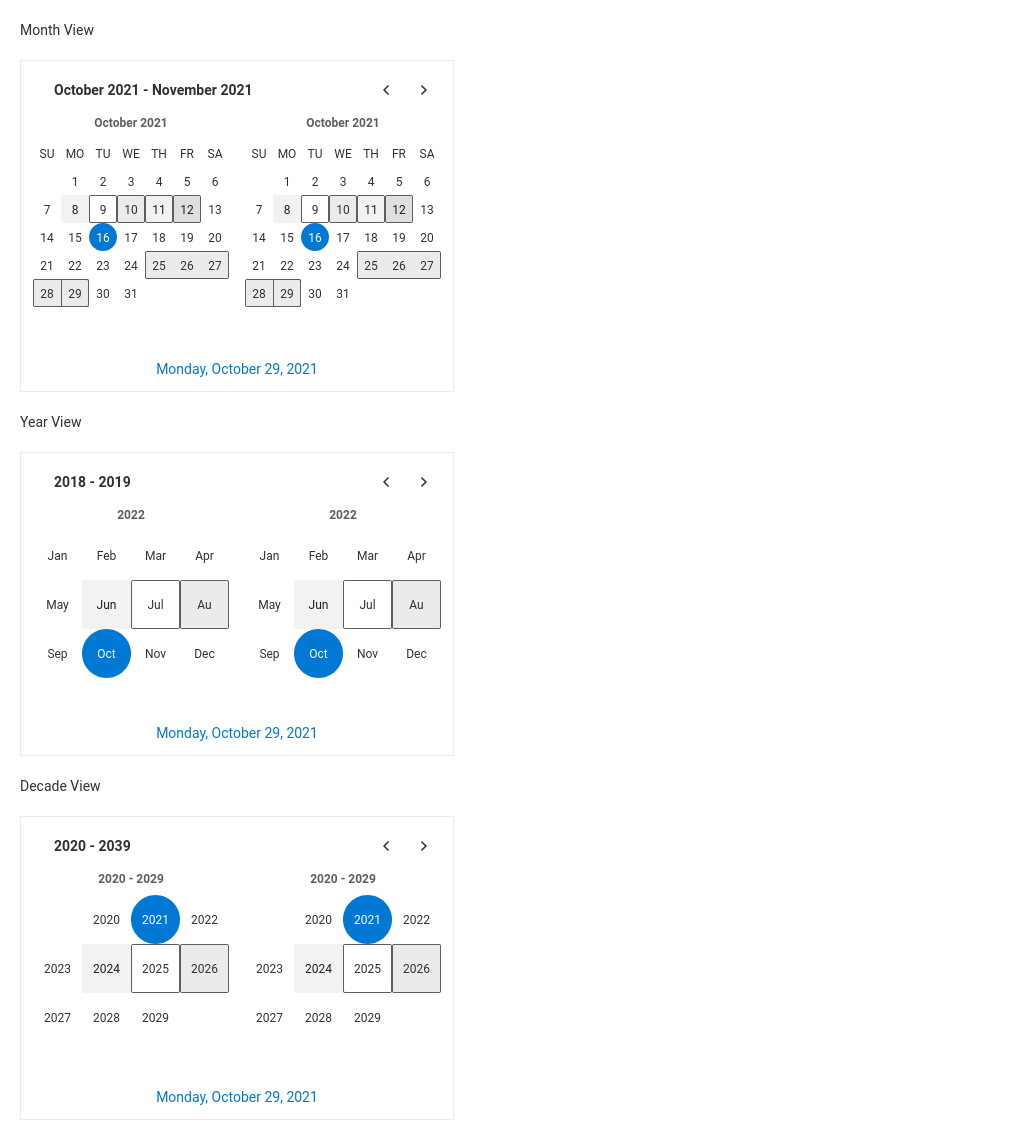 Month View
October 2021 - November 2021
October 2021 October 2021
SU MO TU WE TH FR SA SU MO TU WE TH FR SA
1 2 3 4 5 6 1 2 3 4 5 6
7 8 9 10 11 12 13 7 8 9 10 11 12 13
14 15 16 17 18 19 20 14 15 16 17 18 19 20
21 22 23 24 25 26 27 21 22 23 24 25 26 27
28 29 30 31 28 29 30 31
Monday, October 29, 2021
Year View
2018 - 2019
2022 2022
Jan Feb Mar Apr Jan Feb Mar Apr
May Jun Jul Au May Jun Jul Au
Sep Oct Nov Dec Sep Oct Nov Dec
Monday, October 29, 2021
Decade View
2020 - 2039
2020 - 2029 2020 - 2029
2020 2021 2022 2020 2021 2022
2023 2024 2025 2026 2023 2024 2025 2026
2027 2028 2029 2027 2028 2029
Monday, October 29, 2021